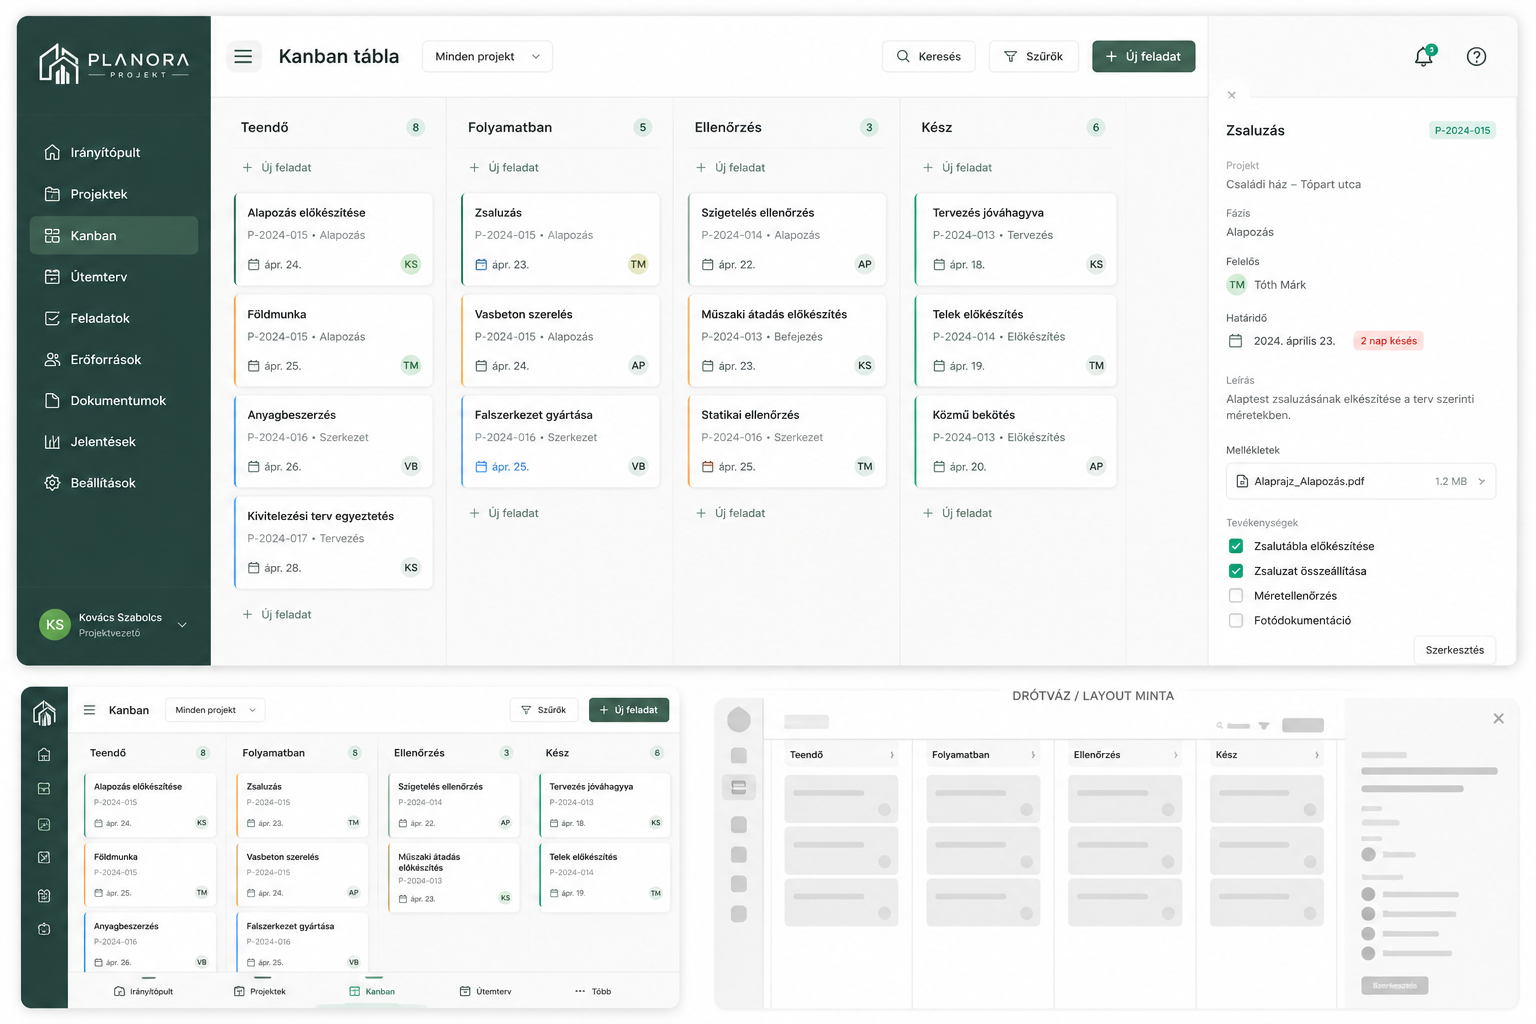 PLANORA
PROJEKT
Irányítópult
Projektek
Kanban
Ütemterv
Feladatok
Erőforrások
Dokumentumok
Jelentések
Beállítások
KS
Kovács Szabolcs
Projektvezető
Kanban tábla
Minden projekt
Keresés
Szűrők
+ Új feladat
Teendő 8
+ Új feladat
Alapozás előkészítése
P-2024-015 • Alapozás
ápr. 24. KS
Földmunka
P-2024-015 • Alapozás
ápr. 25. TM
Anyagbeszerzés
P-2024-016 • Szerkezet
ápr. 26. VB
Kivitelezési terv egyeztetés
P-2024-017 • Tervezés
ápr. 28. KS
+ Új feladat
Folyamatban 5
+ Új feladat
Zsaluzás
P-2024-015 • Alapozás
ápr. 23. TM
Vasbeton szerelés
P-2024-015 • Alapozás
ápr. 24. AP
Falszerkezet gyártása
P-2024-016 • Szerkezet
ápr. 25. VB
+ Új feladat
Ellenőrzés 3
+ Új feladat
Szigetelés ellenőrzés
P-2024-014 • Alapozás
ápr. 22. AP
Műszaki átadás előkészítés
P-2024-013 • Befejezés
ápr. 23. KS
Statikai ellenőrzés
P-2024-016 • Szerkezet
ápr. 25. TM
+ Új feladat
Kész 6
+ Új feladat
Tervezés jóváhagyva
P-2024-013 • Tervezés
ápr. 18. KS
Telek előkészítés
P-2024-014 • Előkészítés
ápr. 19. TM
Közmű bekötés
P-2024-013 • Előkészítés
ápr. 20. AP
+ Új feladat
Zsaluzás P-2024-015
Projekt
Családi ház – Tópart utca
Fázis
Alapozás
Felelős
TM Tóth Márk
Határidő
2024. április 23. 2 nap késés
Leírás
Alaptest zsaluzásának elkészítése a terv szerinti
méretekben.
Mellékletek
Alaprajz_Alapozás.pdf 1.2 MB
Tevékenységek
Zsalutábla előkészítése
Zsaluzat összeállítása
Méretellenőrzés
Fotódokumentáció
Szerkesztés
Kanban
Minden projekt
Szűrők
+ Új feladat
Teendő 8
Alapozás előkészítése
P-2024-015
ápr. 24. KS
Földmunka
P-2024-015
ápr. 25. TM
Anyagbeszerzés
P-2024-016
ápr. 26. VB
Folyamatban
Zsaluzás
P-2024-015
ápr. 23. TM
Vasbeton szerelés
P-2024-015
ápr. 24. AP
Falszerkezet gyártása
P-2024-016
ápr. 25. VB
Ellenőrzés 3
Szigetelés ellenőrzés
P-2024-014
ápr. 22. AP
Műszaki átadás
előkészítés
P-2024-013
ápr. 23. KS
Kész 6
Tervezés jóváhagyva
P-2024-013
ápr. 18. KS
Telek előkészítés
P-2024-014
ápr. 19. TM
Irányítópult
Projektek
Kanban
Ütemterv
Több
DRÓTVÁZ / LAYOUT MINTA
Teendő
Folyamatban
Ellenőrzés
Kész
Szerkesztés